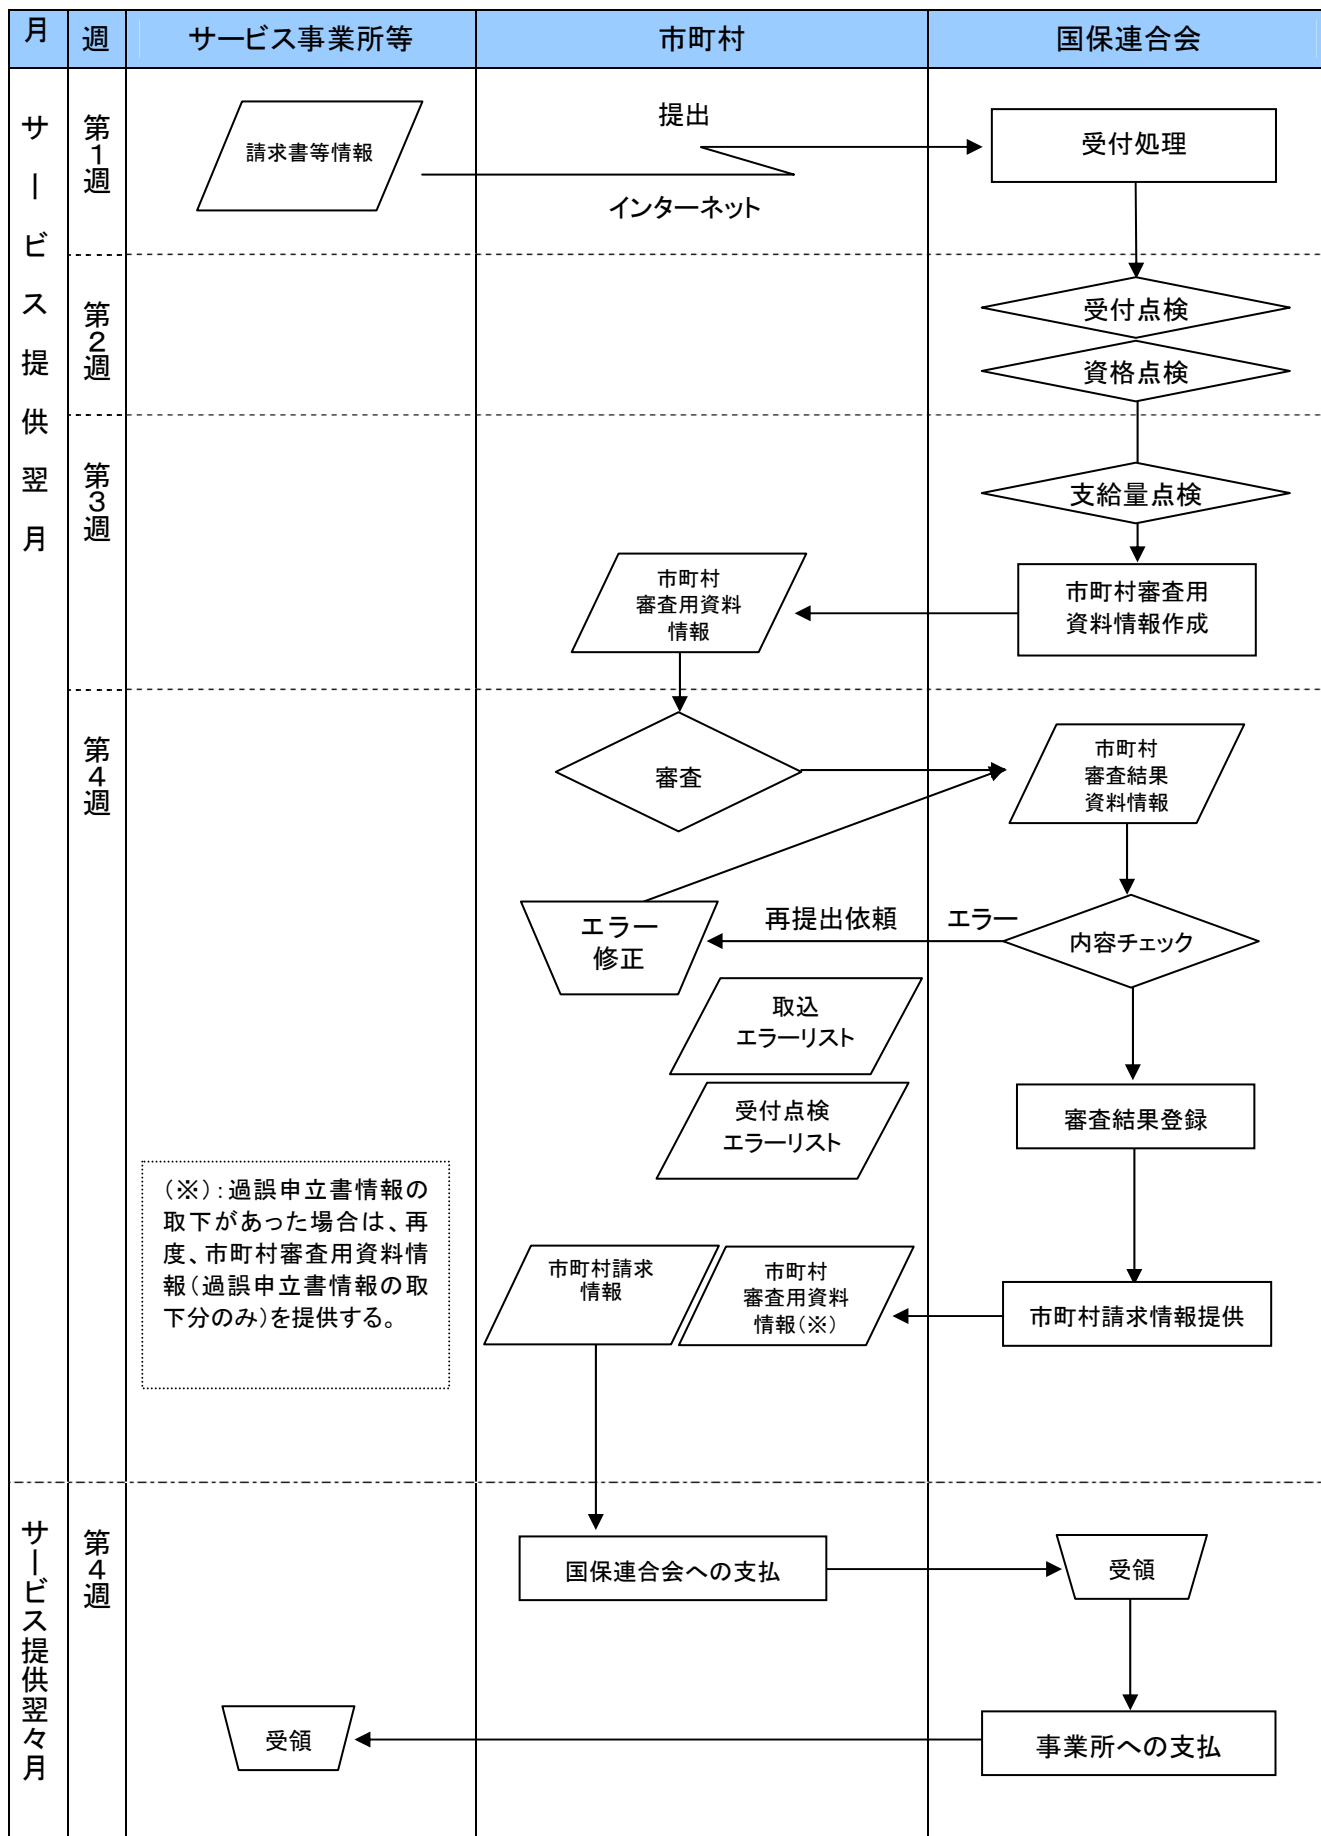 月
週
サービス事業所等
市町村
国保連合会
サービス提供翌月
第1週
請求書等情報
提出
インターネット
受付処理
第2週
受付点検
資格点検
第3週
支給量点検
市町村
審査用資料
情報
市町村審査用
資料情報作成
第4週
審査
市町村
審査結果
資料情報
エラー
修正
再提出依頼
エラー
内容チェック
取込
エラーリスト
受付点検
エラーリスト
審査結果登録
(※):過誤申立書情報の
取下があった場合は、再
度、市町村審査用資料情
報(過誤申立書情報の取
下分のみ)を提供する。
市町村請求
情報
市町村
審査用資料
情報(※)
市町村請求情報提供
サービス提供翌々月
第4週
国保連合会への支払
受領
受領
事業所への支払